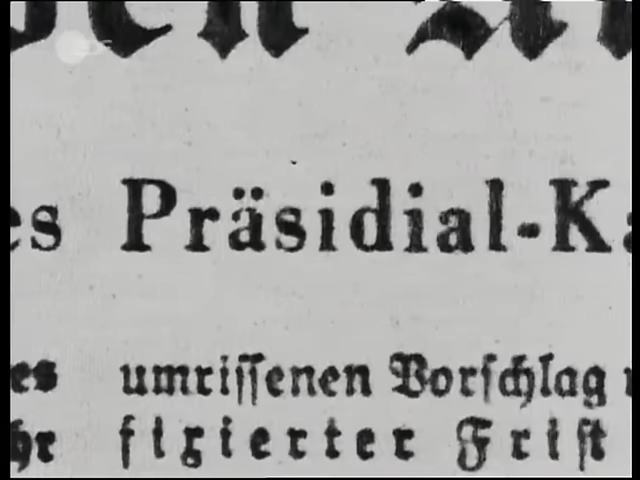 es Präsidial-Ka
es umrissenen Vorschlag
hr fixierter Frist